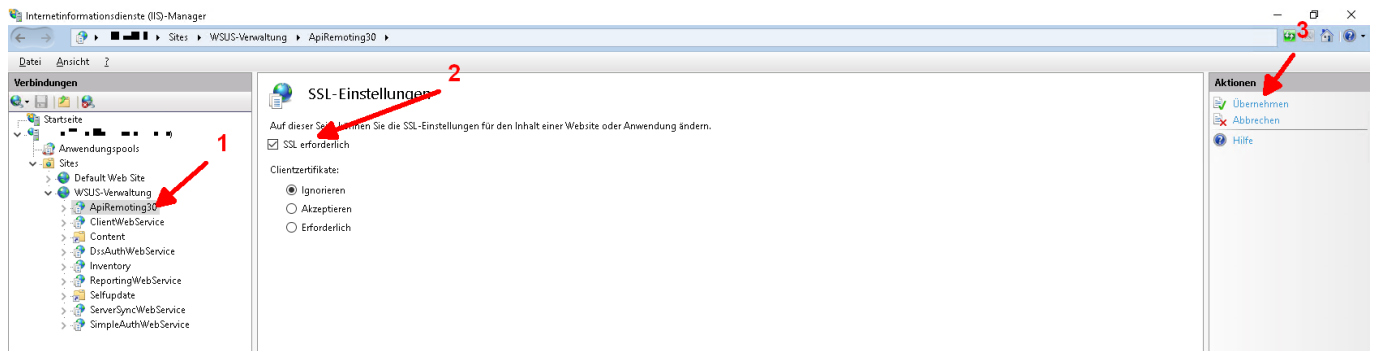 Internetinformationsdienste (IIS)-Manager
Sites WSUS-Verwaltung ApiRemoting30
3
Datei Ansicht ?
Verbindungen
Startseite
Anwendungspools
Sites
Default Web Site
WSUS-Verwaltung
ApiRemoting30
ClientWebService
Content
DssAuthWebService
Inventory
ReportingWebService
Selfupdate
ServerSyncWebService
SimpleAuthWebService
1
2
SSL-Einstellungen
Auf dieser Seite können Sie die SSL-Einstellungen für den Inhalt einer Website oder Anwendung ändern.
SSL erforderlich
Clientzertifikate:
Ignorieren
Akzeptieren
Erforderlich
Aktionen
Übernehmen
Abbrechen
Hilfe